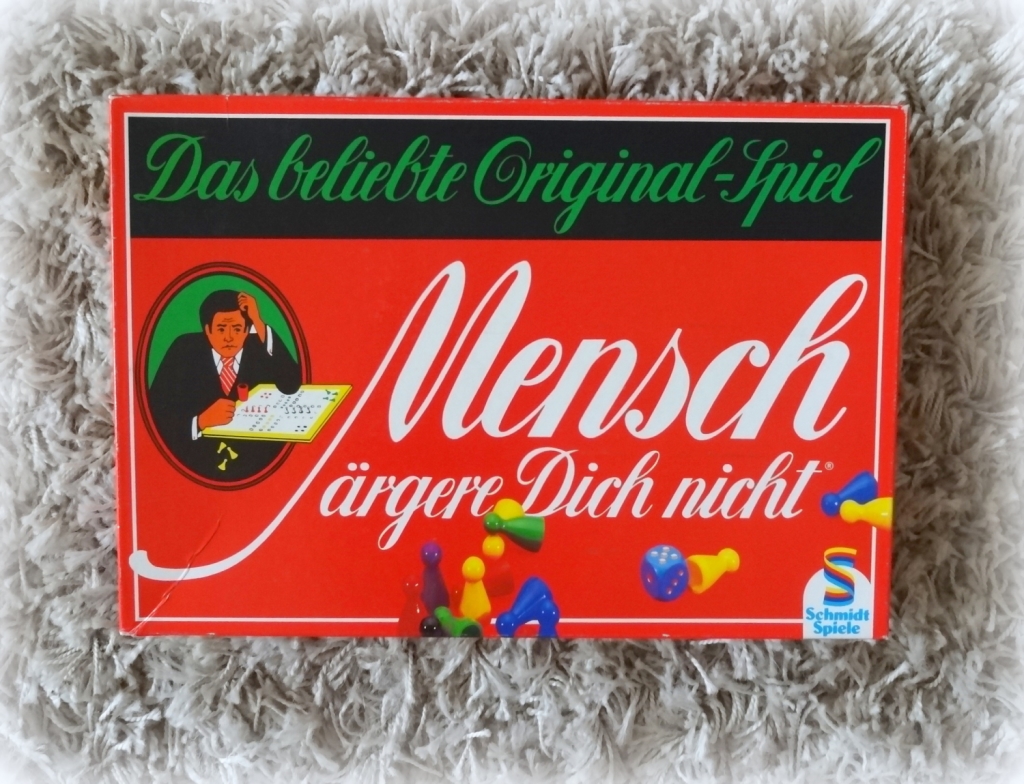 Das beliebte Original-Spiel
Mensch
ärgere Dich nicht®
Schmidt
Spiele